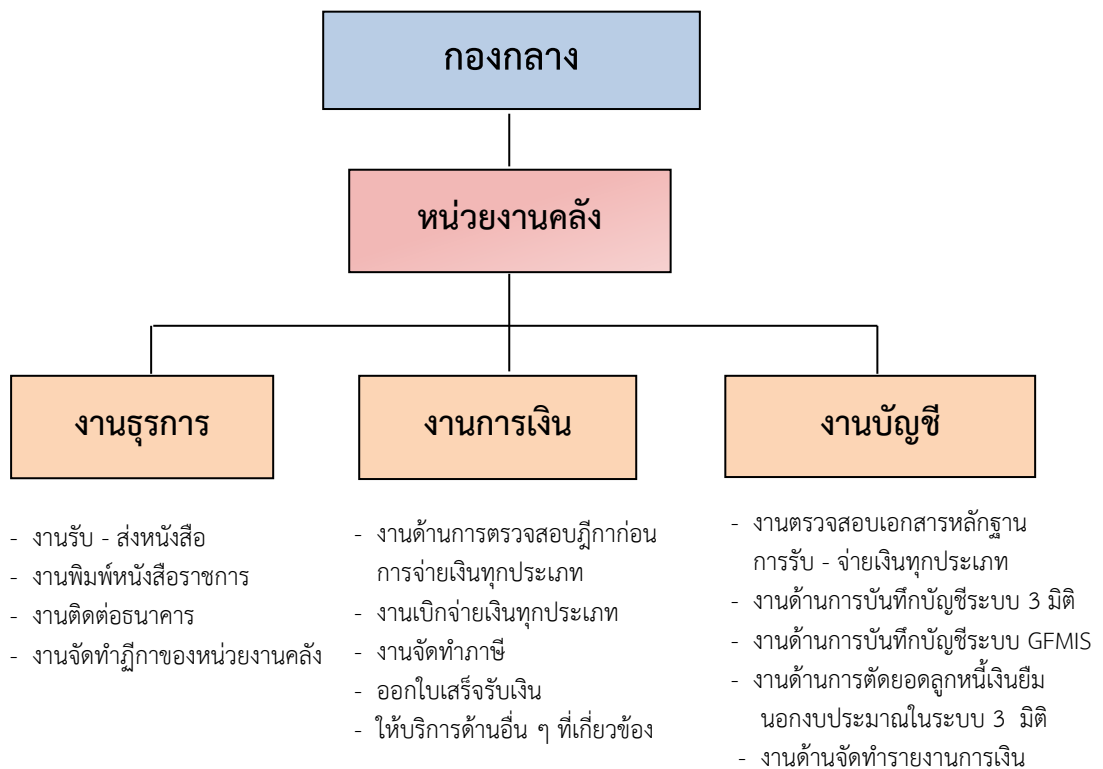 กองกลาง
หน่วยงานคลัง
งานธุรการ
- งานรับ - ส่งหนังสือ
- งานพิมพ์หนังสือราชการ
- งานติดต่อธนาคาร
- งานจัดทำฏีกาของหน่วยงานคลัง
งานการเงิน
- งานด้านการตรวจสอบฎีกาก่อน
การจ่ายเงินทุกประเภท
- งานเบิกจ่ายเงินทุกประเภท
- งานจัดทำภาษี
- ออกใบเสร็จรับเงิน
- ให้บริการด้านอื่น ๆ ที่เกี่ยวข้อง
งานบัญชี
- งานตรวจสอบเอกสารหลักฐาน
การรับ - จ่ายเงินทุกประเภท
- งานด้านการบันทึกบัญชีระบบ 3 มิติ
- งานด้านการบันทึกบัญชีระบบ GFMIS
- งานด้านการตัดยอดลูกหนี้เงินยืม
นอกงบประมาณในระบบ 3 มิติ
- งานด้านจัดทำรายงานการเงิน